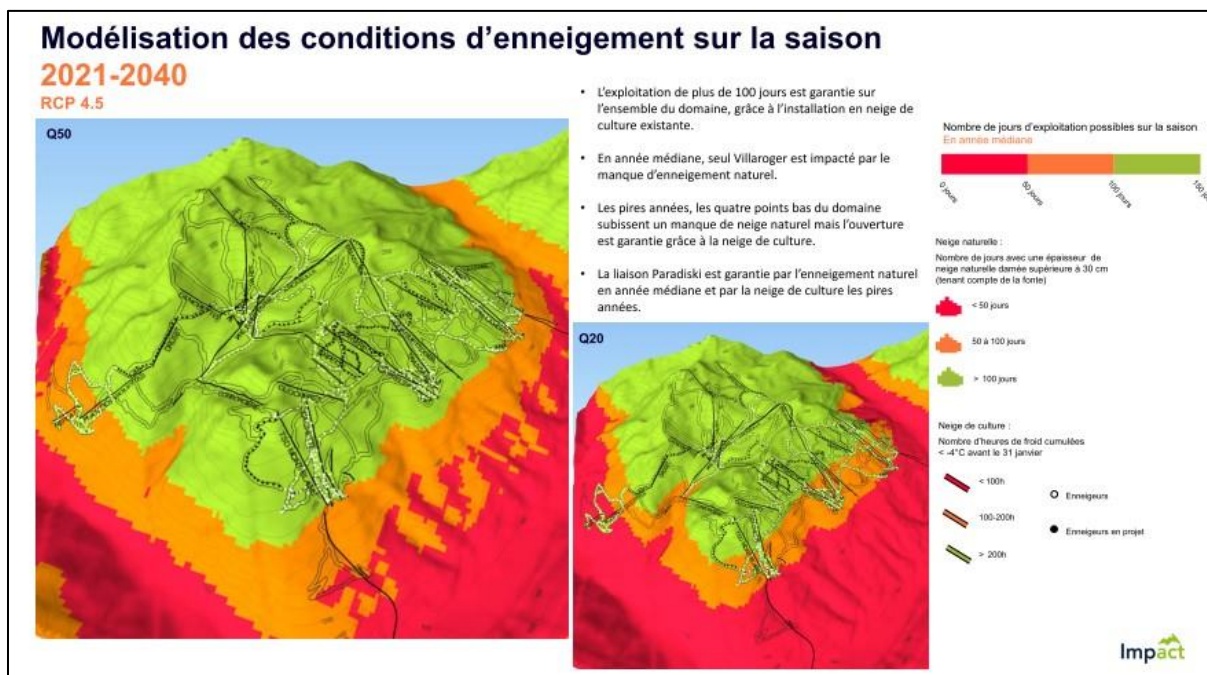 Modélisation des conditions d'enneigement sur la saison
2021-2040
RCP 4.5
Q50
• L'exploitation de plus de 100 jours est garantie sur
l'ensemble du domaine, grâce à l'installation en neige de
culture existante.
• En année médiane, seul Villaroger est impacté par le
manque d'enneigement naturel.
• Les pires années, les quatre points bas du domaine
subissent un manque de neige naturel mais l'ouverture
est garantie grâce à la neige de culture.
• La liaison Paradiski est garantie par l'enneigement naturel
en année médiane et par la neige de culture les pires
années.
Q20
Nombre de jours d'exploitation possibles sur la saison
En année médiane
0 jours
50 jours
100 jours
150
Neige naturelle :
Nombre de jours avec une épaisseur de
neige naturelle damée supérieure à 30 cm
(tenant compte de la fonte)
< 50 jours
50 à 100 jours
> 100 jours
Neige de culture :
Nombre d'heures de froid cumulées
< -4°C avant le 31 janvier
< 100h
100-200h
> 200h
Enneigeurs
Enneigeurs en projet
Impact